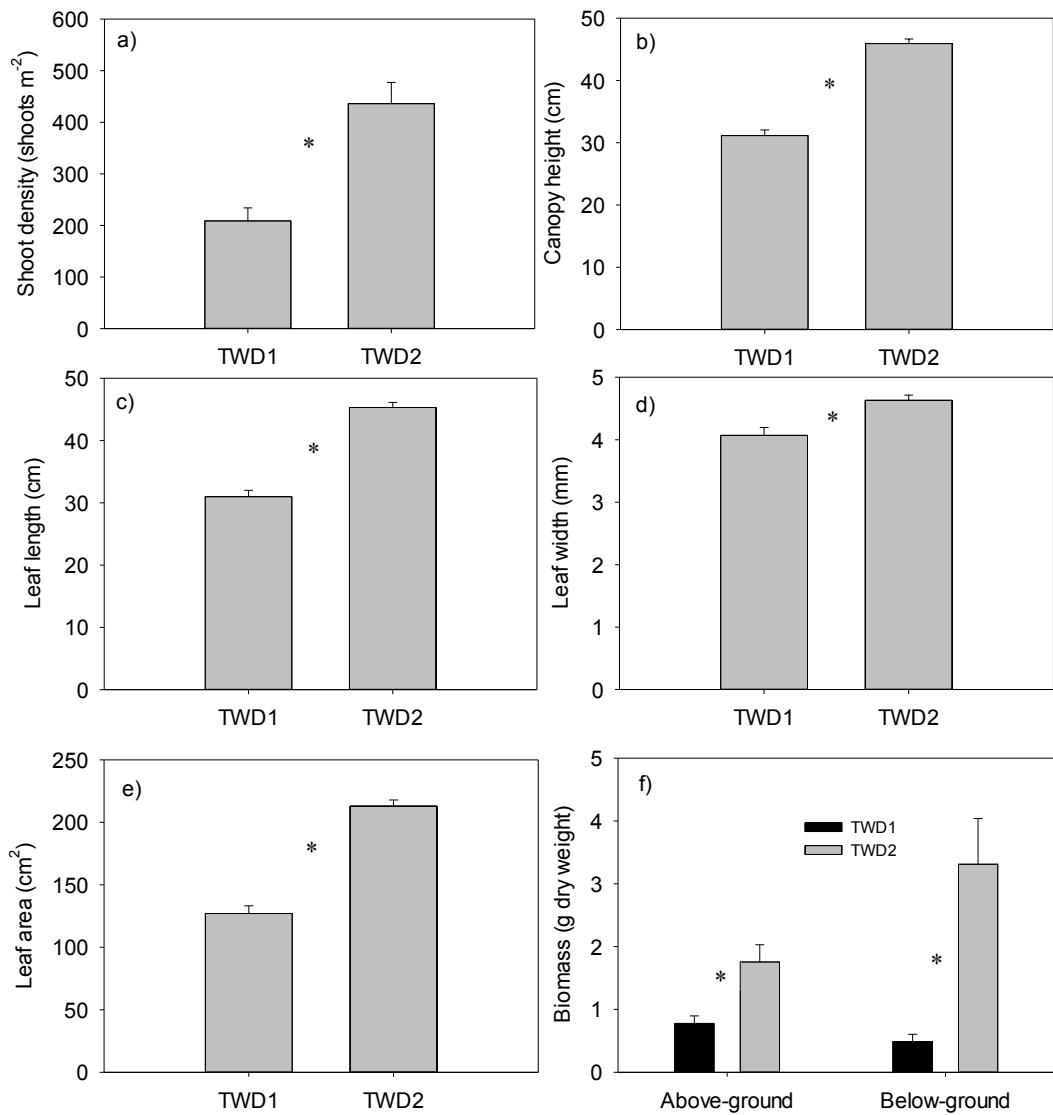 a)
Shoot density (shoots m⁻²)
600
500
400
300
200
100
0
*
TWD1 TWD2
b)
Canopy height (cm)
50
40
30
20
10
0
*
TWD1 TWD2
c)
Leaf length (cm)
50
40
30
20
10
0
*
TWD1 TWD2
d)
Leaf width (mm)
5
4
3
2
1
0
*
TWD1 TWD2
e)
Leaf area (cm²)
250
200
150
100
50
0
*
TWD1 TWD2
f)
Biomass (g dry weight)
5
4
3
2
1
0
TWD1
TWD2
* *
Above-ground Below-ground